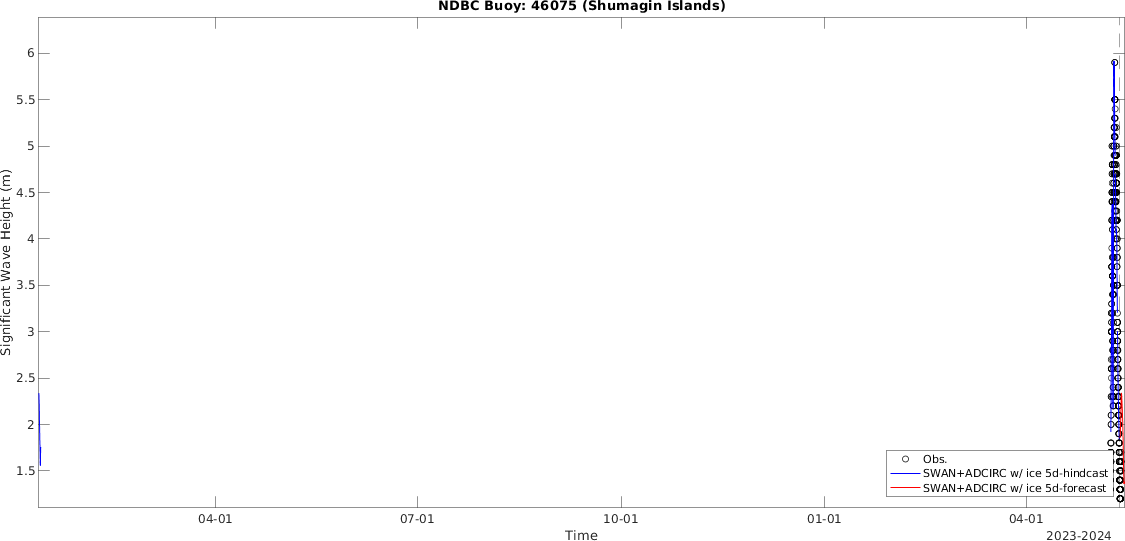 NDBC Buoy: 46075 (Shumagin Islands)
Significant Wave Height (m)
6
5.5
5
4.5
4
3.5
3
2.5
2
1.5
Obs.
SWAN+ADCIRC w/ ice 5d-hindcast
SWAN+ADCIRC w/ ice 5d-forecast
04-01
07-01
10-01
01-01
04-01
Time
2023-2024